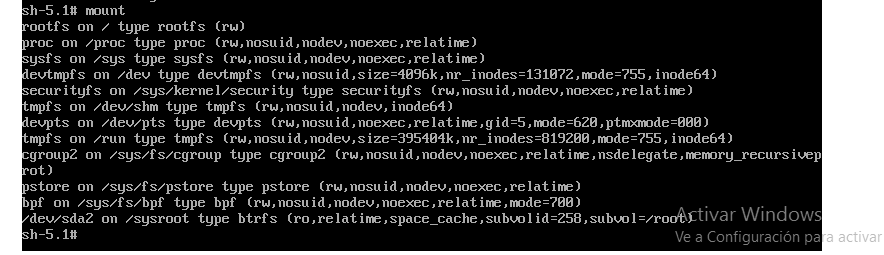 sh-5.1# mount
rootfs on / type rootfs (rw)
proc on /proc type proc (rw,nosuid,nodev,noexec,relatime)
sysfs on /sys type sysfs (rw,nosuid,nodev,noexec,relatime)
devtmpfs on /dev type devtmpfs (rw,nosuid,size=4096k,nr_inodes=131072,mode=755,inode64)
securityfs on /sys/kernel/security type securityfs (rw,nosuid,nodev,noexec,relatime)
tmpfs on /dev/shm type tmpfs (rw,nosuid,nodev,inode64)
devpts on /dev/pts type devpts (rw,nosuid,noexec,relatime,gid=5,mode=620,ptmxmode=000)
tmpfs on /run type tmpfs (rw,nosuid,nodev,size=395404k,nr_inodes=819200,mode=755,inode64)
cgroup2 on /sys/fs/cgroup type cgroup2 (rw,nosuid,nodev,noexec,relatime,nsdelegate,memory_recursivep
rot)
pstore on /sys/fs/pstore type pstore (rw,nosuid,nodev,noexec,relatime)
bpf on /sys/fs/bpf type bpf (rw,nosuid,nodev,noexec,relatime,mode=700)
/dev/sda2 on /sysroot type btrfs (ro,relatime,space_cache,subvolid=258,subvol=/root)
sh-5.1#
Activar Windows
Ve a Configuración para activar